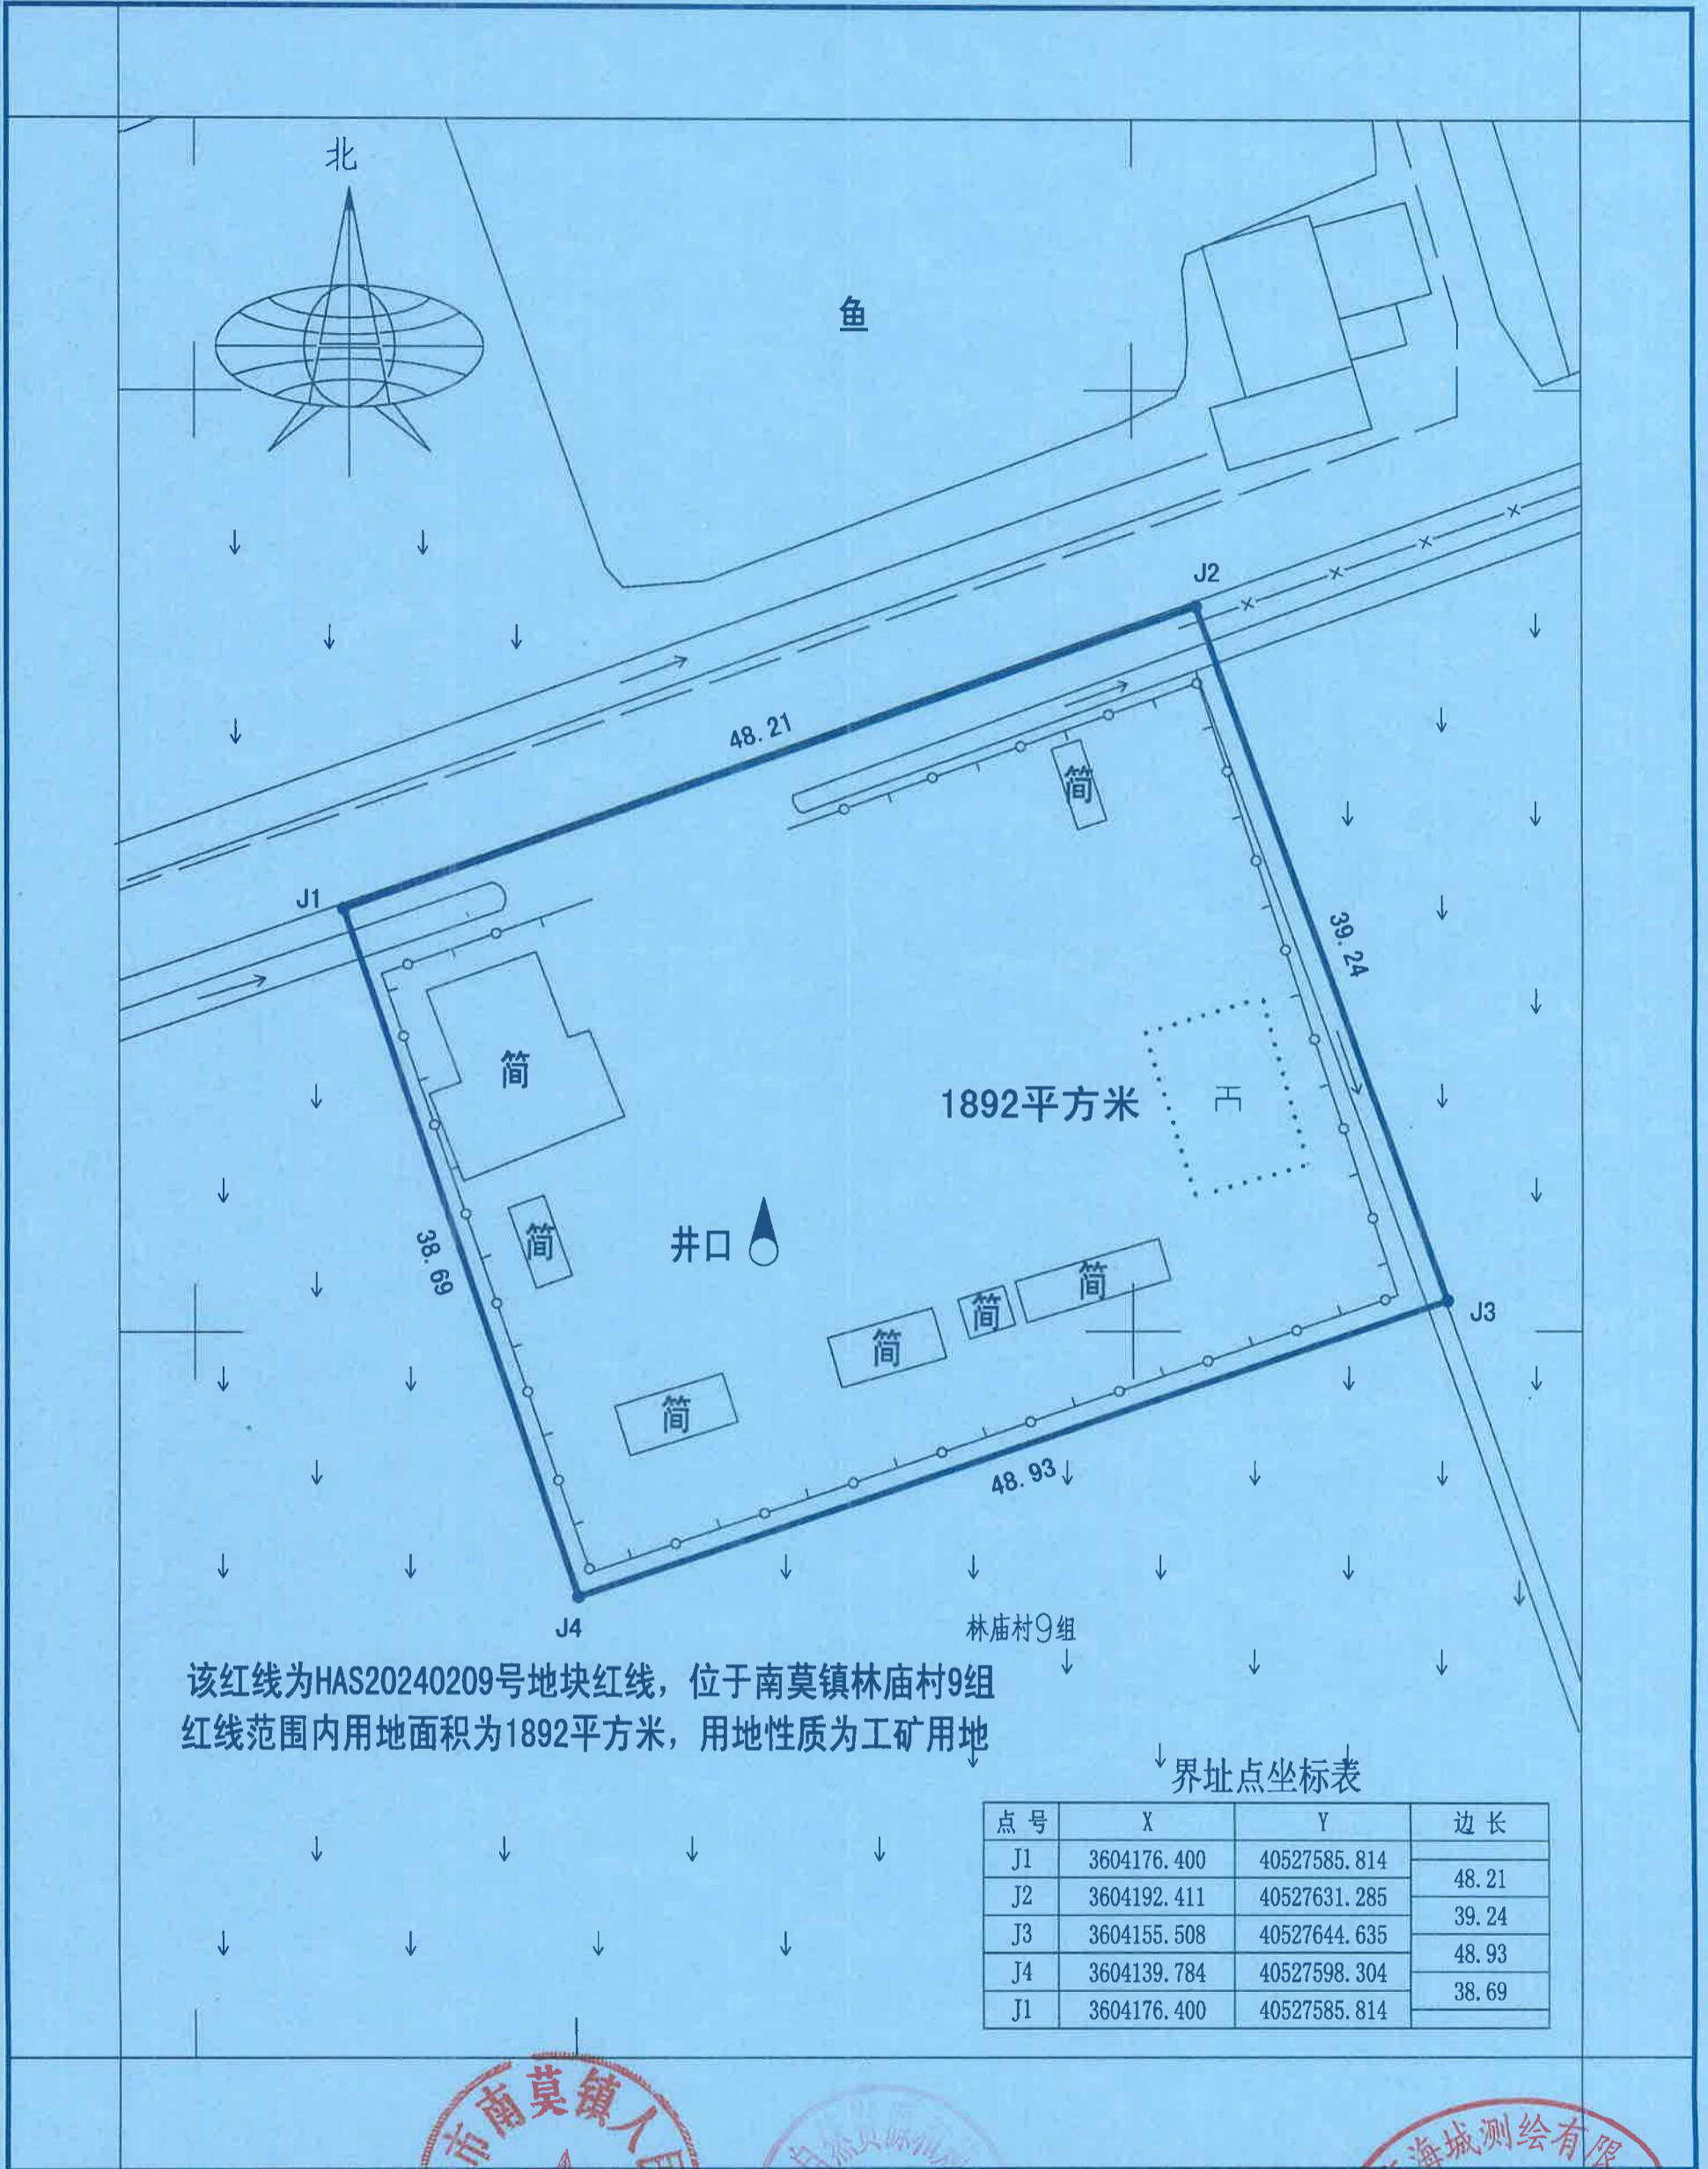 北
鱼
J2
48.21
简
J1
39.24
简
1892平方米
简
井口
38.69
简
简
J3
简
简
48.93
林庙村9组
J4
该红线为HAS20240209号地块红线，位于南莫镇林庙村9组
红线范围内用地面积为1892平方米，用地性质为工矿用地
界址点坐标表
点号 X Y 边长
J1 3604176.400 40527585.814
48.21
J2 3604192.411 40527631.285
39.24
J3 3604155.508 40527644.635
48.93
J4 3604139.784 40527598.304
38.69
J1 3604176.400 40527585.814
市南莫镇人民
自然资源和
海城测绘有限